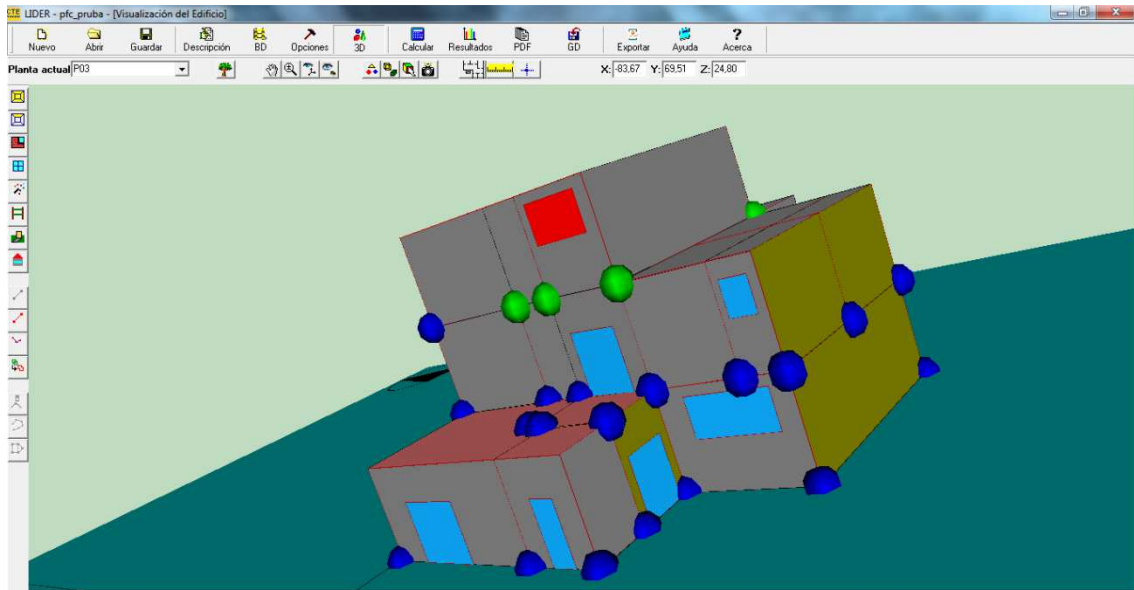 CTE LIDER - pfc_pruba - [Visualización del Edificio]
Nuevo Abrir Guardar Descripción BD Opciones 3D Calcular Resultados PDF GD Exportar Ayuda Acerca
Planta actual P03 X: -83,67 Y: 69,51 Z: 24,80